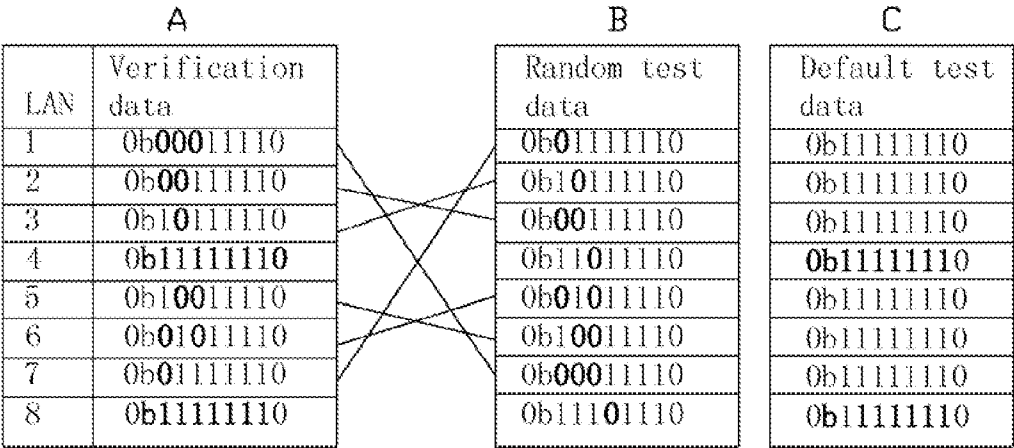 A B C
Verification Random test Default test
LAN data data data
1 0b00011110 0b01111110 0b11111110
2 0b00111110 0b10111110 0b11111110
3 0b10111110 0b00111110 0b11111110
4 0b11111110 0b11011110 0b11111110
5 0b10011110 0b01011110 0b11111110
6 0b01011110 0b10011110 0b11111110
7 0b01111110 0b00011110 0b11111110
8 0b11111110 0b11101110 0b11111110